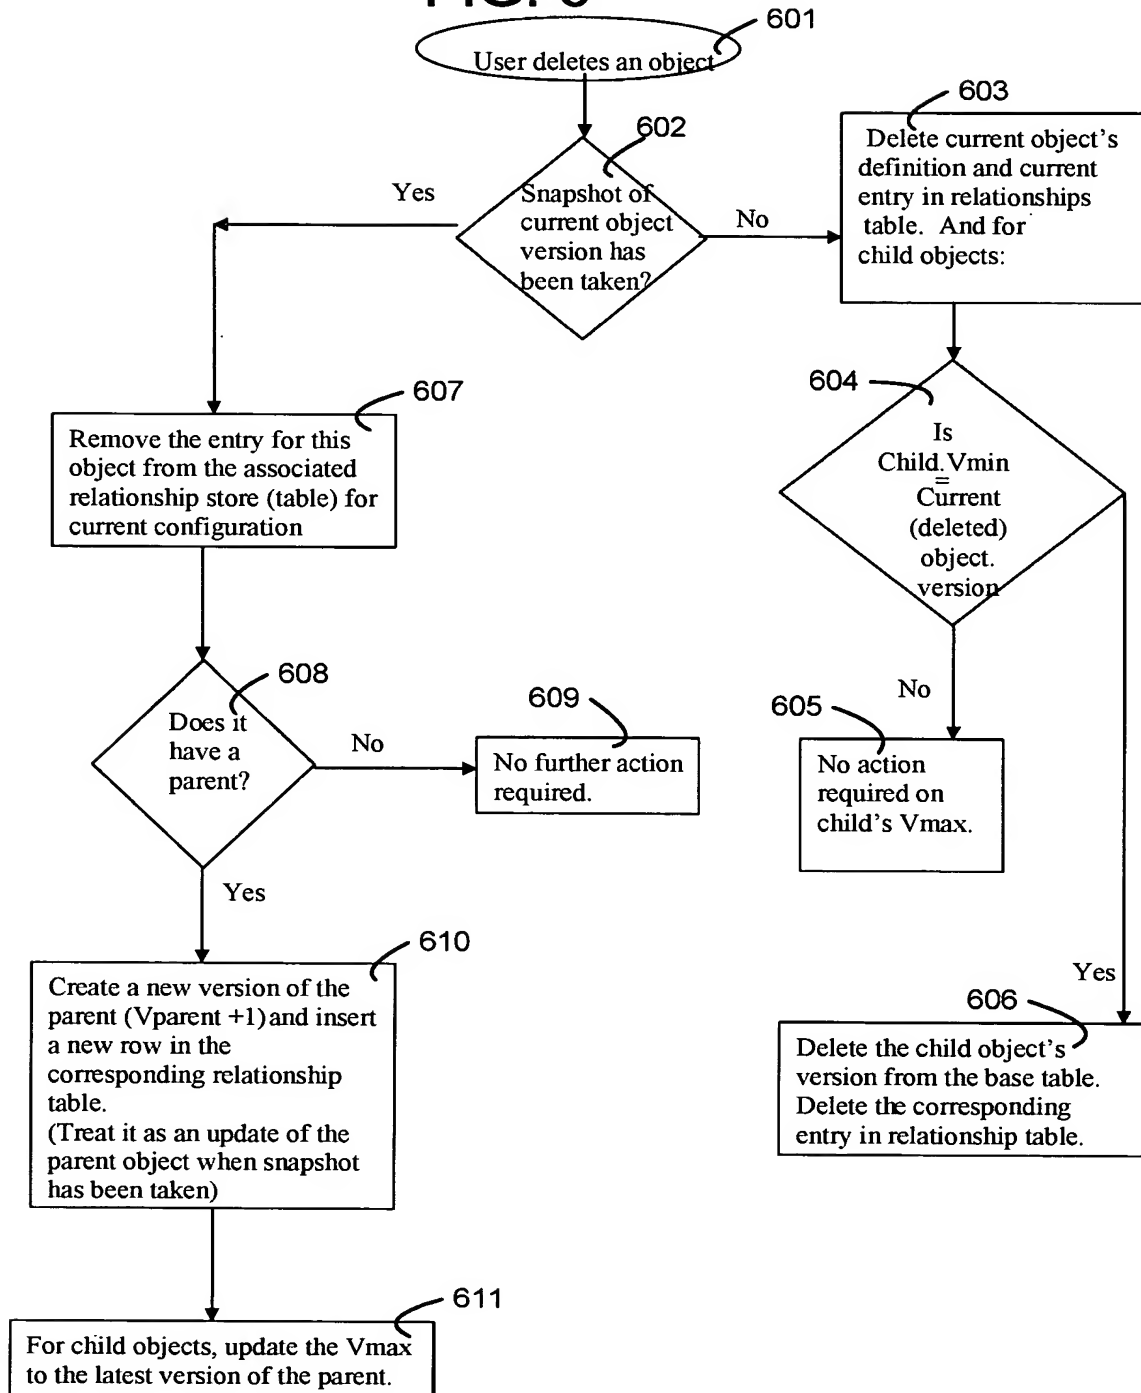 601
User deletes an object
603
602
Delete current object's
definition and current
entry in relationships
table. And for
child objects:
Yes
Snapshot of
current object
version has
been taken?
No
604
607
Is
Child.Vmin
=
Current
(deleted)
object.
version
Remove the entry for this
object from the associated
relationship store (table) for
current configuration
608
Does it
have a
parent?
No
609
No further action
required.
No
605
No action
required on
child's Vmax.
Yes
610
Create a new version of the
parent (Vparent +1) and insert
a new row in the
corresponding relationship
table.
(Treat it as an update of the
parent object when snapshot
has been taken)
Yes
606
Delete the child object's
version from the base table.
Delete the corresponding
entry in relationship table.
611
For child objects, update the Vmax
to the latest version of the parent.